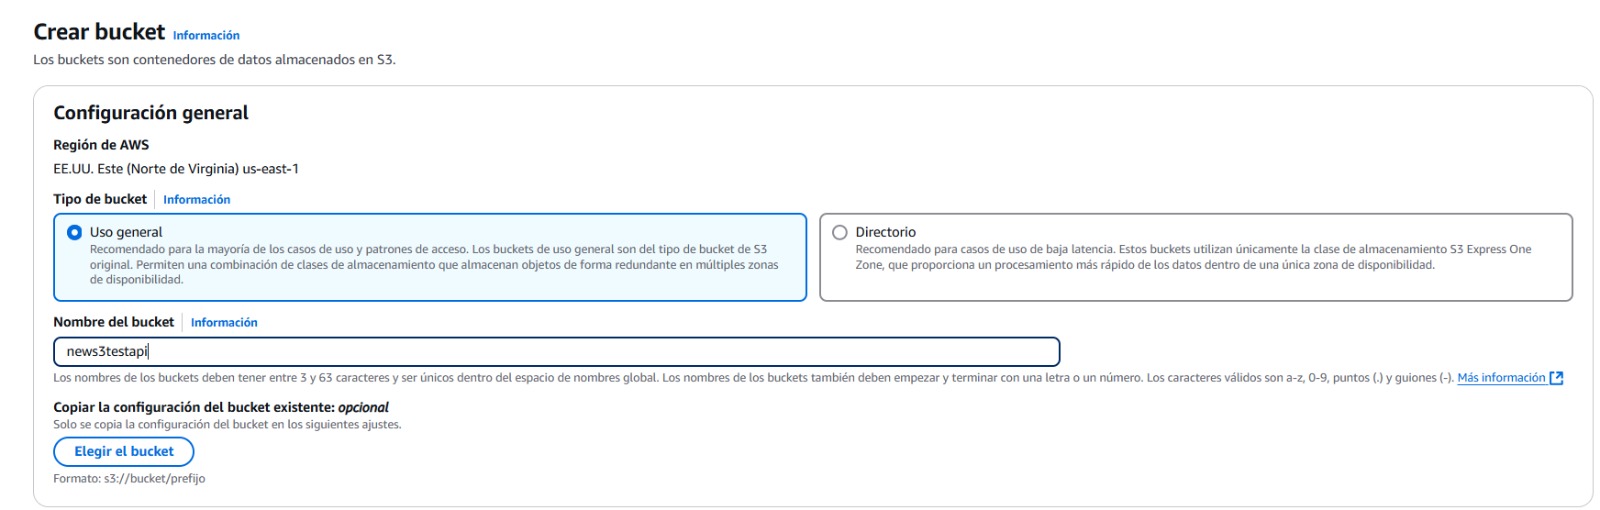 Crear bucket Información
Los buckets son contenedores de datos almacenados en S3.
Configuración general
Región de AWS
EE.UU. Este (Norte de Virginia) us-east-1
Tipo de bucket Información
Uso general
Recomendado para la mayoría de los casos de uso y patrones de acceso. Los buckets de uso general son del tipo de bucket de S3
original. Permiten una combinación de clases de almacenamiento que almacenan objetos de forma redundante en múltiples zonas
de disponibilidad.
Directorio
Recomendado para casos de uso de baja latencia. Estos buckets utilizan únicamente la clase de almacenamiento S3 Express One
Zone, que proporciona un procesamiento más rápido de los datos dentro de una única zona de disponibilidad.
Nombre del bucket Información
news3testapi
Los nombres de los buckets deben tener entre 3 y 63 caracteres y ser únicos dentro del espacio de nombres global. Los nombres de los buckets también deben empezar y terminar con una letra o un número. Los caracteres válidos son a-z, 0-9, puntos (.) y guiones (-). Más información
Copiar la configuración del bucket existente: opcional
Solo se copia la configuración del bucket en los siguientes ajustes.
Elegir el bucket
Formato: s3://bucket/prefijo